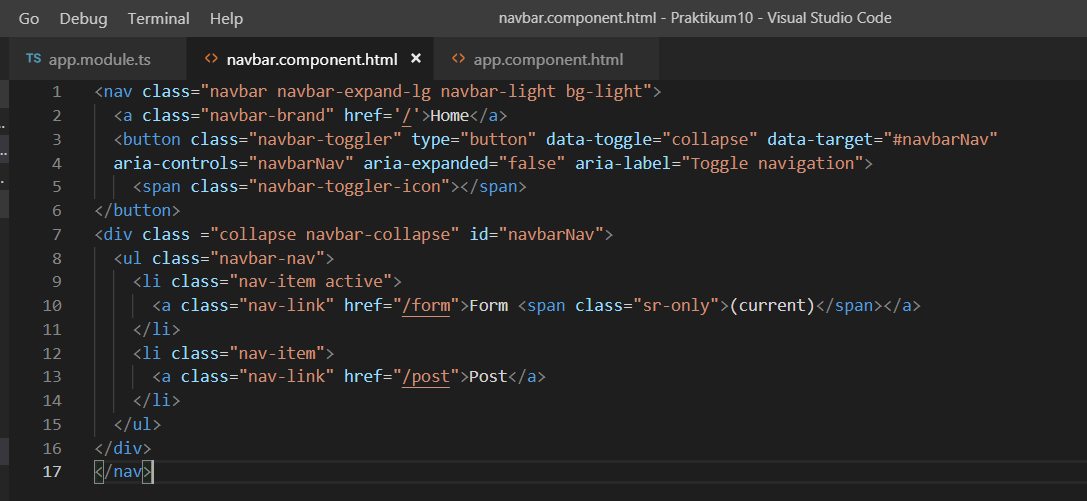 Go Debug Terminal Help navbar.component.html - Praktikum10 - Visual Studio Code
TS app.module.ts <> navbar.component.html × <> app.component.html
1 <nav class="navbar navbar-expand-lg navbar-light bg-light">
2 <a class="navbar-brand" href='/'>Home</a>
3 <button class="navbar-toggler" type="button" data-toggle="collapse" data-target="#navbarNav"
4 aria-controls="navbarNav" aria-expanded="false" aria-label="Toggle navigation">
5 <span class="navbar-toggler-icon"></span>
6 </button>
7 <div class ="collapse navbar-collapse" id="navbarNav">
8 <ul class="navbar-nav">
9 <li class="nav-item active">
10 <a class="nav-link" href="/form">Form <span class="sr-only">(current)</span></a>
11 </li>
12 <li class="nav-item">
13 <a class="nav-link" href="/post">Post</a>
14 </li>
15 </ul>
16 </div>
17 </nav>